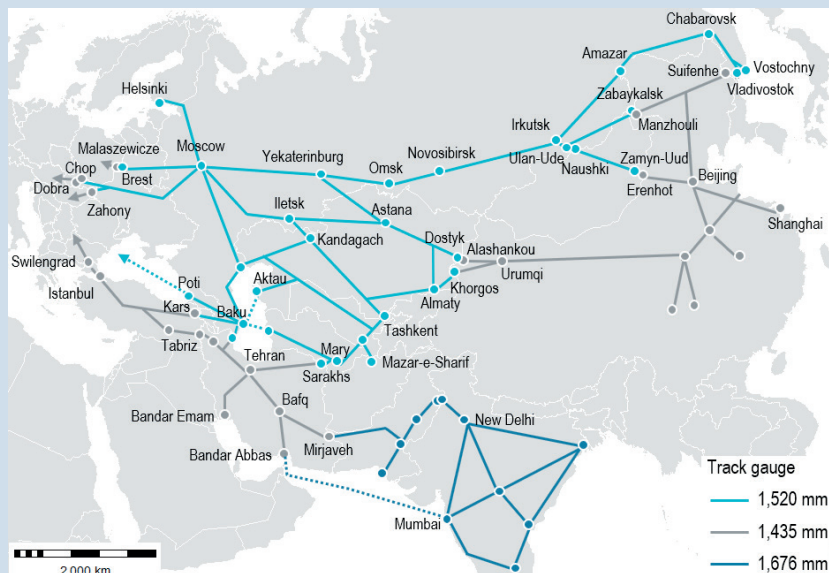 Chabarovsk
Amazar
Suifenhe
Vostochny
Helsinki
Zabaykalsk
Vladivostok
Malaszewicze
Moscow
Irkutsk
Manzhouli
Chop
Yekaterinburg
Novosibirsk
Ulan-Ude
Zamyn-Uud
Dobra
Brest
Omsk
Naushki
Beijing
Zahony
Iletsk
Astana
Erenhot
Kandagach
Dostyk
Alashankou
Shanghai
Swilengrad
Poti
Aktau
Urumqi
Istanbul
Kars
Khorgos
Baku
Almaty
Tabriz
Tashkent
Tehran
Mary
Sarakhs
Mazar-e-Sharif
Bafq
Bandar Emam
New Delhi
Bandar Abbas
Mirjaveh
Mumbai
Track gauge
1,520 mm
1,435 mm
1,676 mm
2,000 km